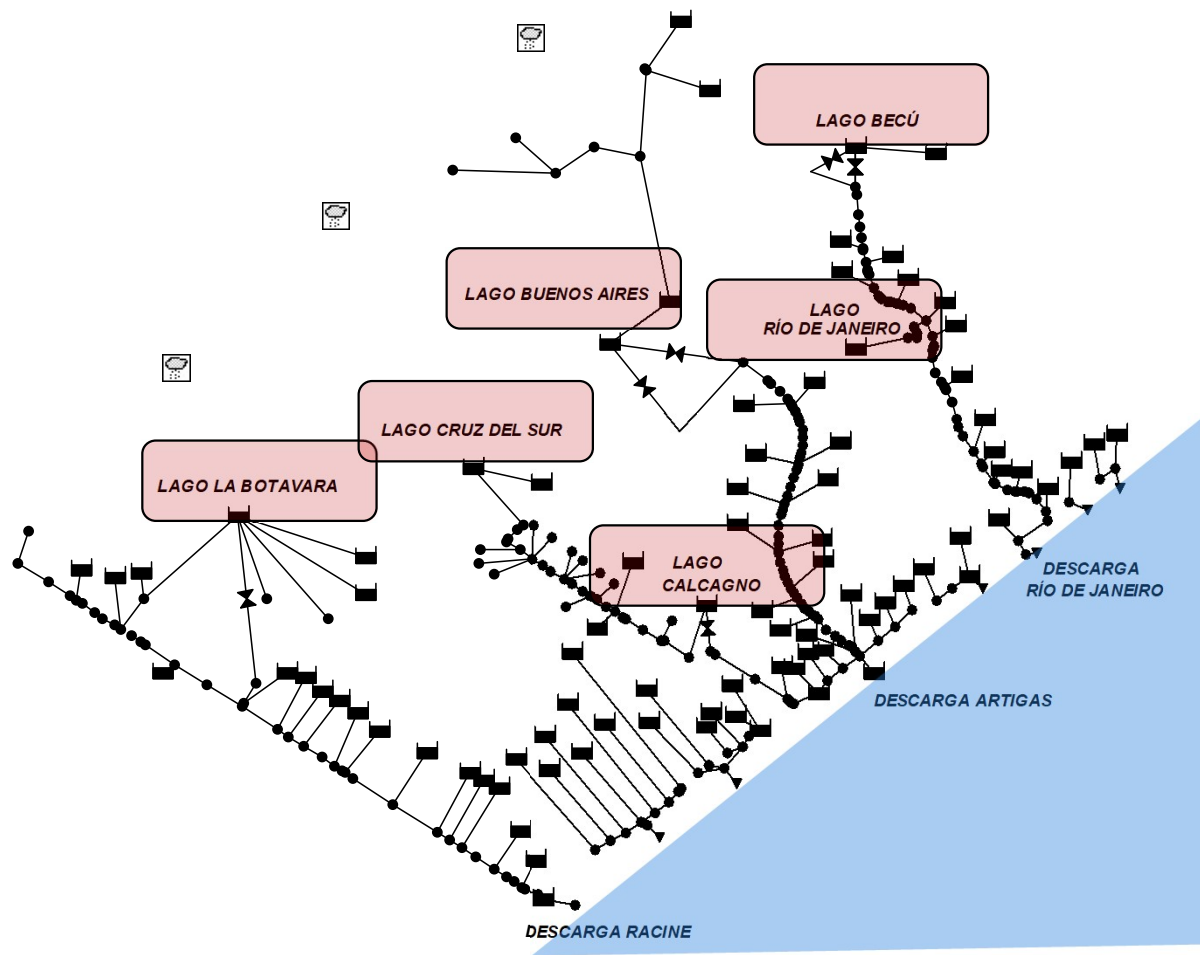 LAGO BECÚ
LAGO BUENOS AIRES
LAGO
RÍO DE JANEIRO
LAGO CRUZ DEL SUR
LAGO LA BOTAVARA
LAGO
CALCAGNO
DESCARGA
RÍO DE JANEIRO
DESCARGA ARTIGAS
DESCARGA RACINE